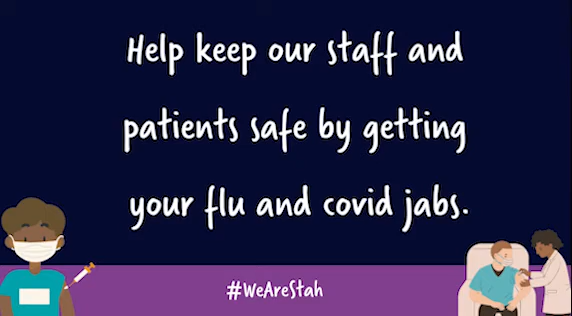 Help keep our staff and
patients safe by getting
your flu and covid jabs.
#WeAreStah